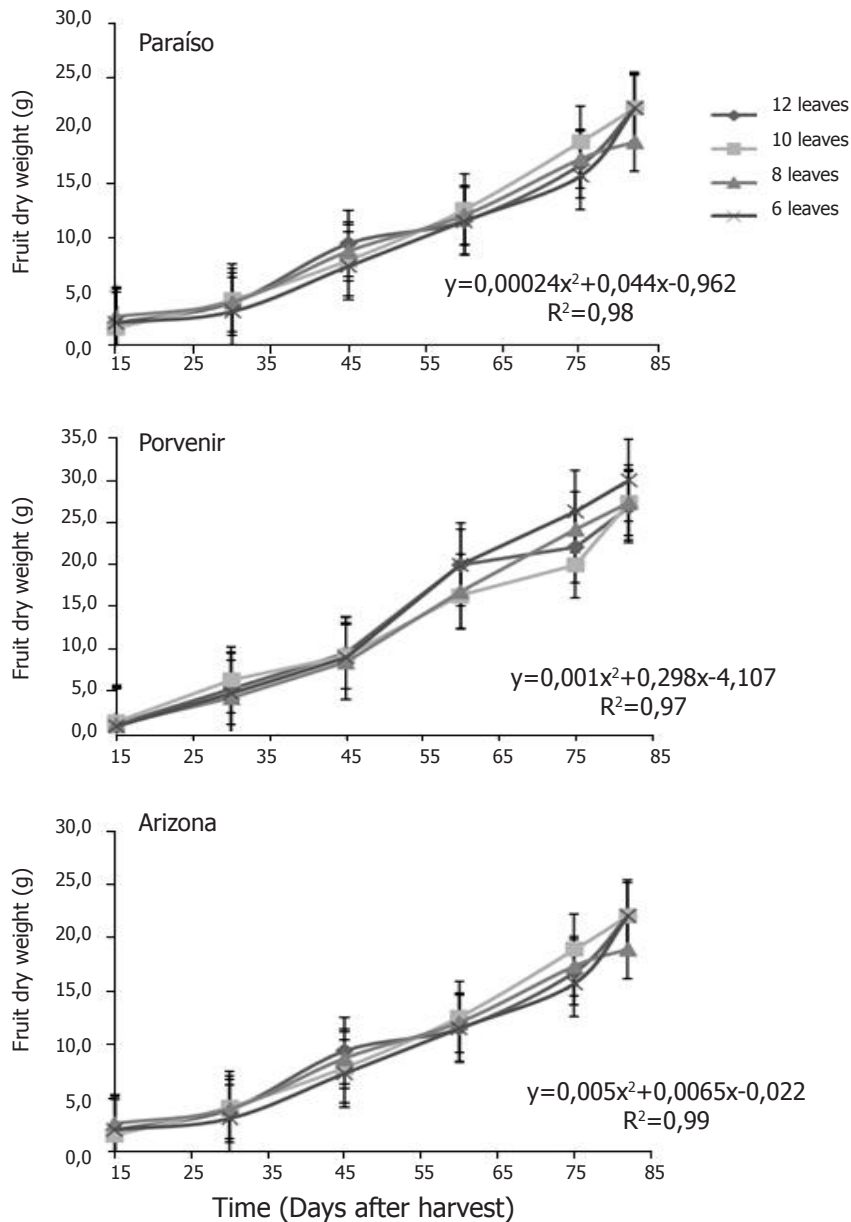 30,0
Paraíso
25,0
20,0
15,0
10,0
5,0
0,0
Fruit dry weight (g)
15 25 35 45 55 65 75 85
12 leaves
10 leaves
8 leaves
6 leaves
y=0,00024x²+0,044x-0,962
R²=0,98
35,0
Porvenir
30,0
25,0
20,0
15,0
10,0
5,0
0,0
Fruit dry weight (g)
15 25 35 45 55 65 75 85
y=0,001x²+0,298x-4,107
R²=0,97
30,0
Arizona
25,0
20,0
15,0
10,0
5,0
0,0
Fruit dry weight (g)
15 25 35 45 55 65 75 85
y=0,005x²+0,0065x-0,022
R²=0,99
Time (Days after harvest)